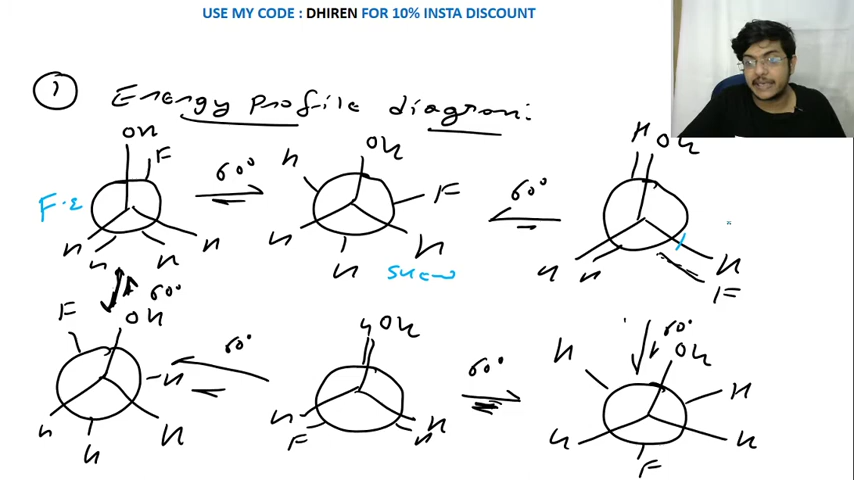 USE MY CODE : DHIREN FOR 10% INSTA DISCOUNT
1 Energy profile diagram:
OH F
60°
H OH
60°
H OH
F
H H H H
H F
H H
H H
H F
60°
F OH
60°
H OH
60°
60°
H OH
H
H
H H H
H F
H H
H H
F